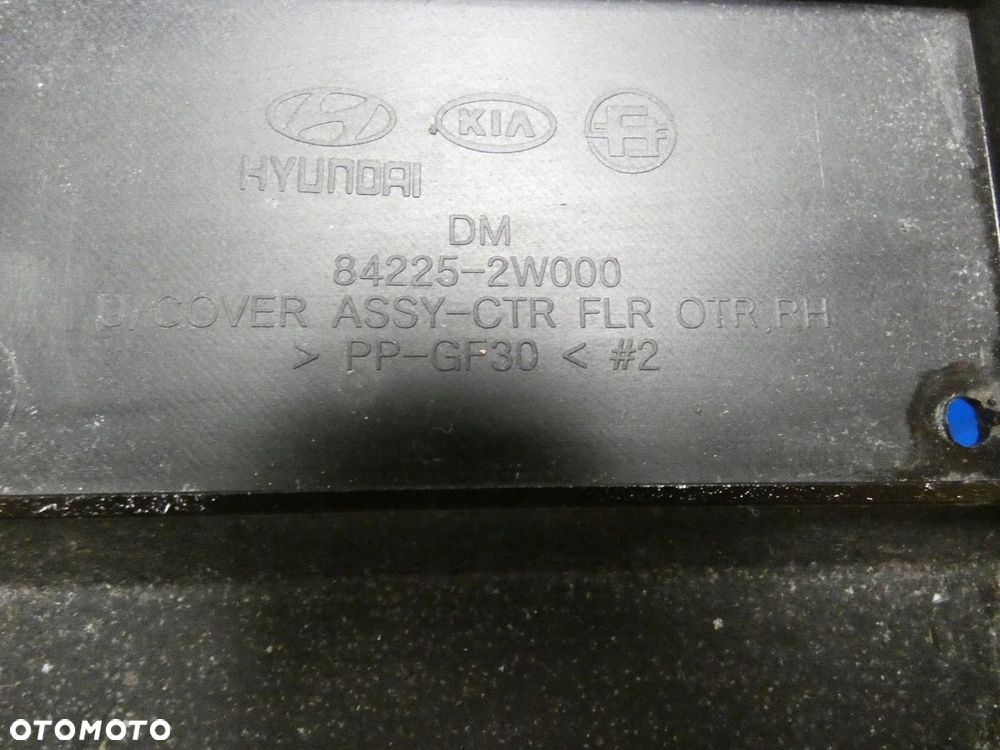 KIA
HYUNDAI
DM
84225-2W000
U/COVER ASSY-CTR FLR OTR,RH
> PP-GF30 < #2
OTOMOTO